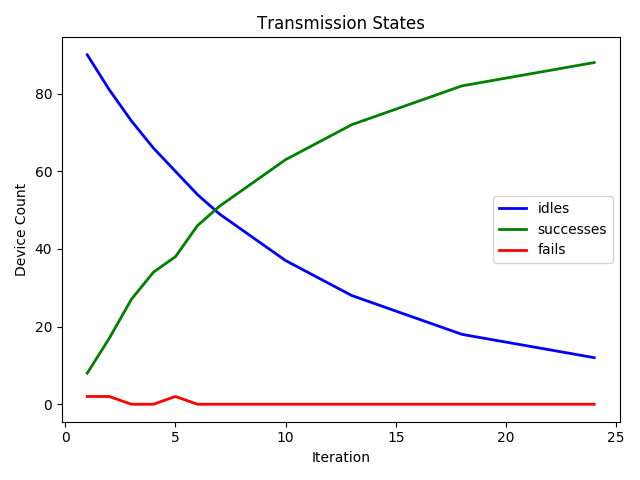 Transmission States
Device Count
80
60
40
20
0
idles
successes
fails
0 5 10 15 20 25
Iteration